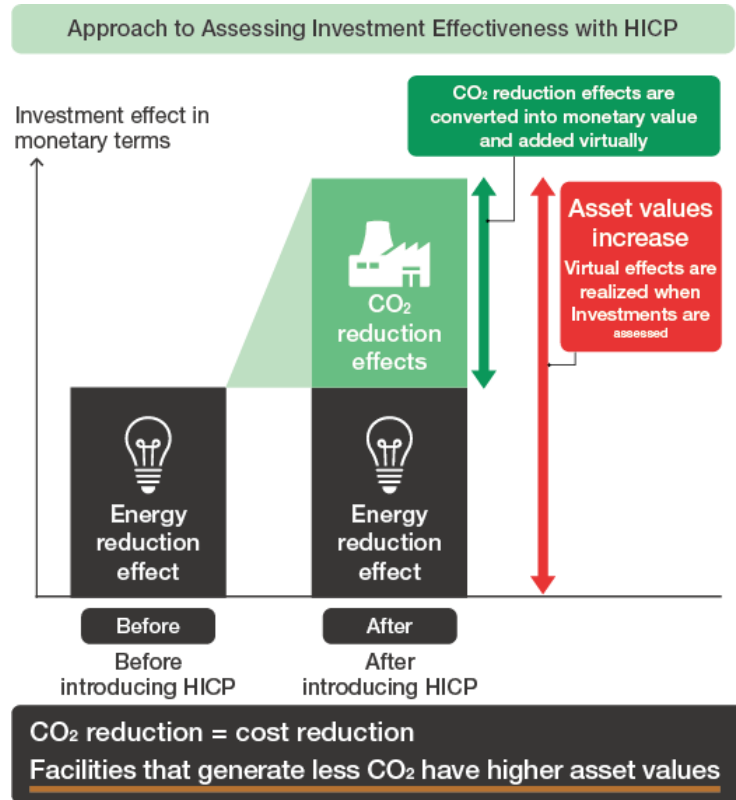 Approach to Assessing Investment Effectiveness with HICP
Investment effect in
monetary terms
CO₂ reduction effects are
converted into monetary value
and added virtually
Asset values
increase
Virtual effects are
realized when
Investments are
assessed
CO₂
reduction
effects
Energy
reduction
effect
Energy
reduction
effect
Before
Before
introducing HICP
After
After
introducing HICP
CO₂ reduction = cost reduction
Facilities that generate less CO₂ have higher asset values